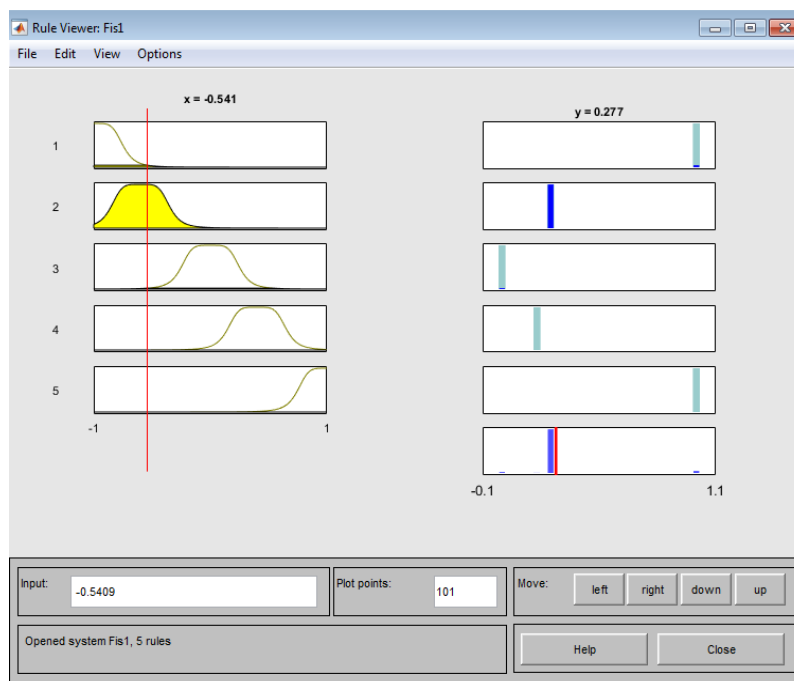 Rule Viewer: Fis1
File Edit View Options
x = -0.541
y = 0.277
1
2
3
4
5
-1 1
-0.1 1.1
Input: -0.5409 Plot points: 101 Move: left right down up
Opened system Fis1, 5 rules Help Close